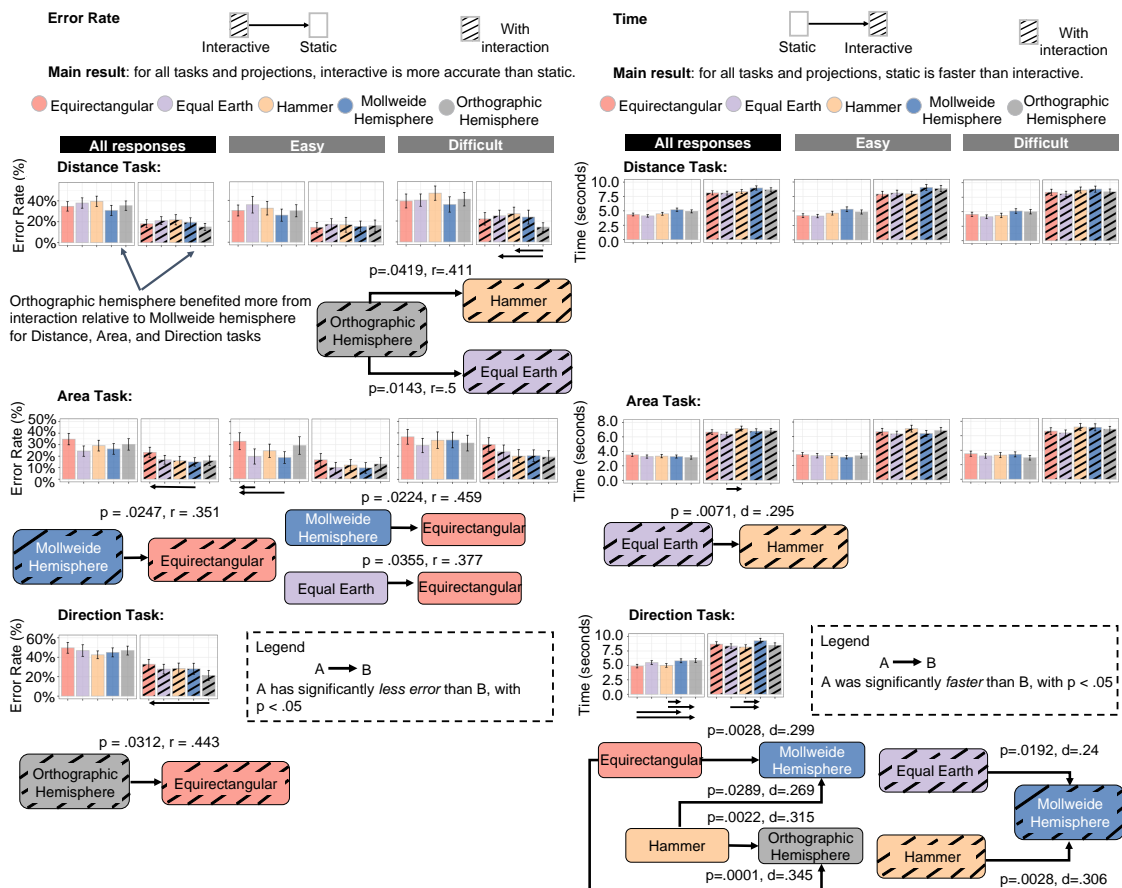 Error Rate
Interactive
Static
With
interaction
Main result: for all tasks and projections, interactive is more accurate than static.
Equirectangular
Equal Earth
Hammer
Mollweide
Hemisphere
Orthographic
Hemisphere
All responses
Easy
Difficult
Distance Task:
Error Rate (%)
40%
20%
0%
Orthographic hemisphere benefited more from
interaction relative to Mollweide hemisphere
for Distance, Area, and Direction tasks
p=.0419, r=.411
Hammer
Orthographic
Hemisphere
Equal Earth
p=.0143, r=.5
Area Task:
Error Rate (%)
50%
40%
30%
20%
10%
0%
p = .0247, r = .351
Mollweide
Hemisphere
Equirectangular
p = .0224, r = .459
Mollweide
Hemisphere
Equirectangular
p = .0355, r = .377
Equal Earth
Equirectangular
Direction Task:
Error Rate (%)
60%
40%
20%
0%
Legend
A
B
A has significantly less error than B, with
p < .05
p = .0312, r = .443
Orthographic
Hemisphere
Equirectangular
Time
Static
Interactive
With
interaction
Main result: for all tasks and projections, static is faster than interactive.
Equirectangular
Equal Earth
Hammer
Mollweide
Hemisphere
Orthographic
Hemisphere
All responses
Easy
Difficult
Distance Task:
Time (seconds)
10.0
7.5
5.0
2.5
0.0
Area Task:
Time (seconds)
8.0
6.0
4.0
2.0
0.0
p = .0071, d = .295
Equal Earth
Hammer
Direction Task:
Time (seconds)
10.0
7.5
5.0
2.5
0.0
Legend
A
B
A was significantly faster than B, with p < .05
p=.0028, d=.299
Equirectangular
Mollweide
Hemisphere
p=.0289, d=.269
p=.0022, d=.315
Hammer
Orthographic
Hemisphere
p=.0001, d=.345
p=.0192, d=.24
Equal Earth
Mollweide
Hemisphere
Hammer
p=.0028, d=.306